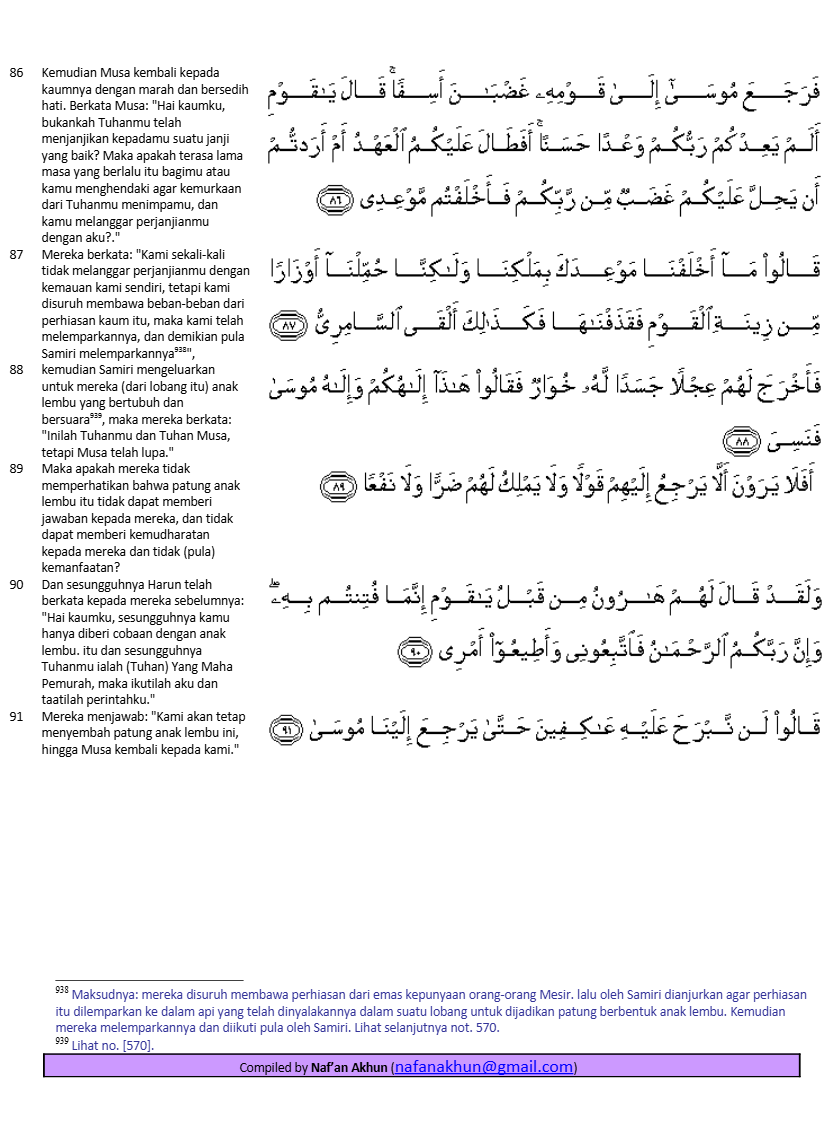 86 Kemudian Musa kembali kepada
kaumnya dengan marah dan bersedih
hati. Berkata Musa: "Hai kaumku,
bukankah Tuhanmu telah
menjanjikan kepadamu suatu janji
yang baik? Maka apakah terasa lama
masa yang berlalu itu bagimu atau
kamu menghendaki agar kemurkaan
dari Tuhanmu menimpamu, dan
kamu melanggar perjanjianmu
dengan aku?."
فَرَجَعَ مُوسَىٰٓ إِلَىٰ قَوْمِهِۦ غَضْبَـٰنَ أَسِفًۭا ۚ قَالَ يَـٰقَوْمِ
أَلَمْ يَعِدْكُمْ رَبُّكُمْ وَعْدًا حَسَنًا ۚ أَفَطَالَ عَلَيْكُمُ ٱلْعَهْدُ أَمْ أَرَدتُّمْ
أَن يَحِلَّ عَلَيْكُمْ غَضَبٌۭ مِّن رَّبِّكُمْ فَأَخْلَفْتُم مَّوْعِدِى ٨٦
87 Mereka berkata: "Kami sekali-kali
tidak melanggar perjanjianmu dengan
kemauan kami sendiri, tetapi kami
disuruh membawa beban-beban dari
perhiasan kaum itu, maka kami telah
melemparkannya, dan demikian pula
Samiri melemparkannya938",
قَالُوا۟ مَآ أَخْلَفْنَا مَوْعِدَكَ بِمَلْكِنَا وَلَـٰكِنَّا حُمِّلْنَآ أَوْزَارًۭا
مِّن زِينَةِ ٱلْقَوْمِ فَقَذَفْنَـٰهَا فَكَذَٰلِكَ أَلْقَى ٱلسَّامِرِىُّ ٨٧
88 kemudian Samiri mengeluarkan
untuk mereka (dari lobang itu) anak
lembu yang bertubuh dan
bersuara939, maka mereka berkata:
"Inilah Tuhanmu dan Tuhan Musa,
tetapi Musa telah lupa."
فَأَخْرَجَ لَهُمْ عِجْلًۭا جَسَدًۭا لَّهُۥ خُوَارٌۭ فَقَالُوا۟ هَـٰذَآ إِلَـٰهُكُمْ وَإِلَـٰهُ مُوسَىٰ
فَنَسِىَ ٨٨
89 Maka apakah mereka tidak
memperhatikan bahwa patung anak
lembu itu tidak dapat memberi
jawaban kepada mereka, dan tidak
dapat memberi kemudharatan
kepada mereka dan tidak (pula)
kemanfaatan?
أَفَلَا يَرَوْنَ أَلَّا يَرْجِعُ إِلَيْهِمْ قَوْلًۭا وَلَا يَمْلِكُ لَهُمْ ضَرًّۭا وَلَا نَفْعًۭا ٨٩
90 Dan sesungguhnya Harun telah
berkata kepada mereka sebelumnya:
"Hai kaumku, sesungguhnya kamu
hanya diberi cobaan dengan anak
lembu. itu dan sesungguhnya
Tuhanmu ialah (Tuhan) Yang Maha
Pemurah, maka ikutilah aku dan
taatilah perintahku."
وَلَقَدْ قَالَ لَهُمْ هَـٰرُونُ مِن قَبْلُ يَـٰقَوْمِ إِنَّمَا فُتِنتُم بِهِۦ ۖ
وَإِنَّ رَبَّكُمُ ٱلرَّحْمَـٰنُ فَٱتَّبِعُونِى وَأَطِيعُوٓا۟ أَمْرِى ٩٠
91 Mereka menjawab: "Kami akan tetap
menyembah patung anak lembu ini,
hingga Musa kembali kepada kami."
قَالُوا۟ لَن نَّبْرَحَ عَلَيْهِ عَـٰكِفِينَ حَتَّىٰ يَرْجِعَ إِلَيْنَا مُوسَىٰ ٩١
938 Maksudnya: mereka disuruh membawa perhiasan dari emas kepunyaan orang-orang Mesir. lalu oleh Samiri dianjurkan agar perhiasan
itu dilemparkan ke dalam api yang telah dinyalakannya dalam suatu lobang untuk dijadikan patung berbentuk anak lembu. Kemudian
mereka melemparkannya dan diikuti pula oleh Samiri. Lihat selanjutnya not. 570.
939 Lihat no. [570].
Compiled by Naf'an Akhun (nafanakhun@gmail.com)